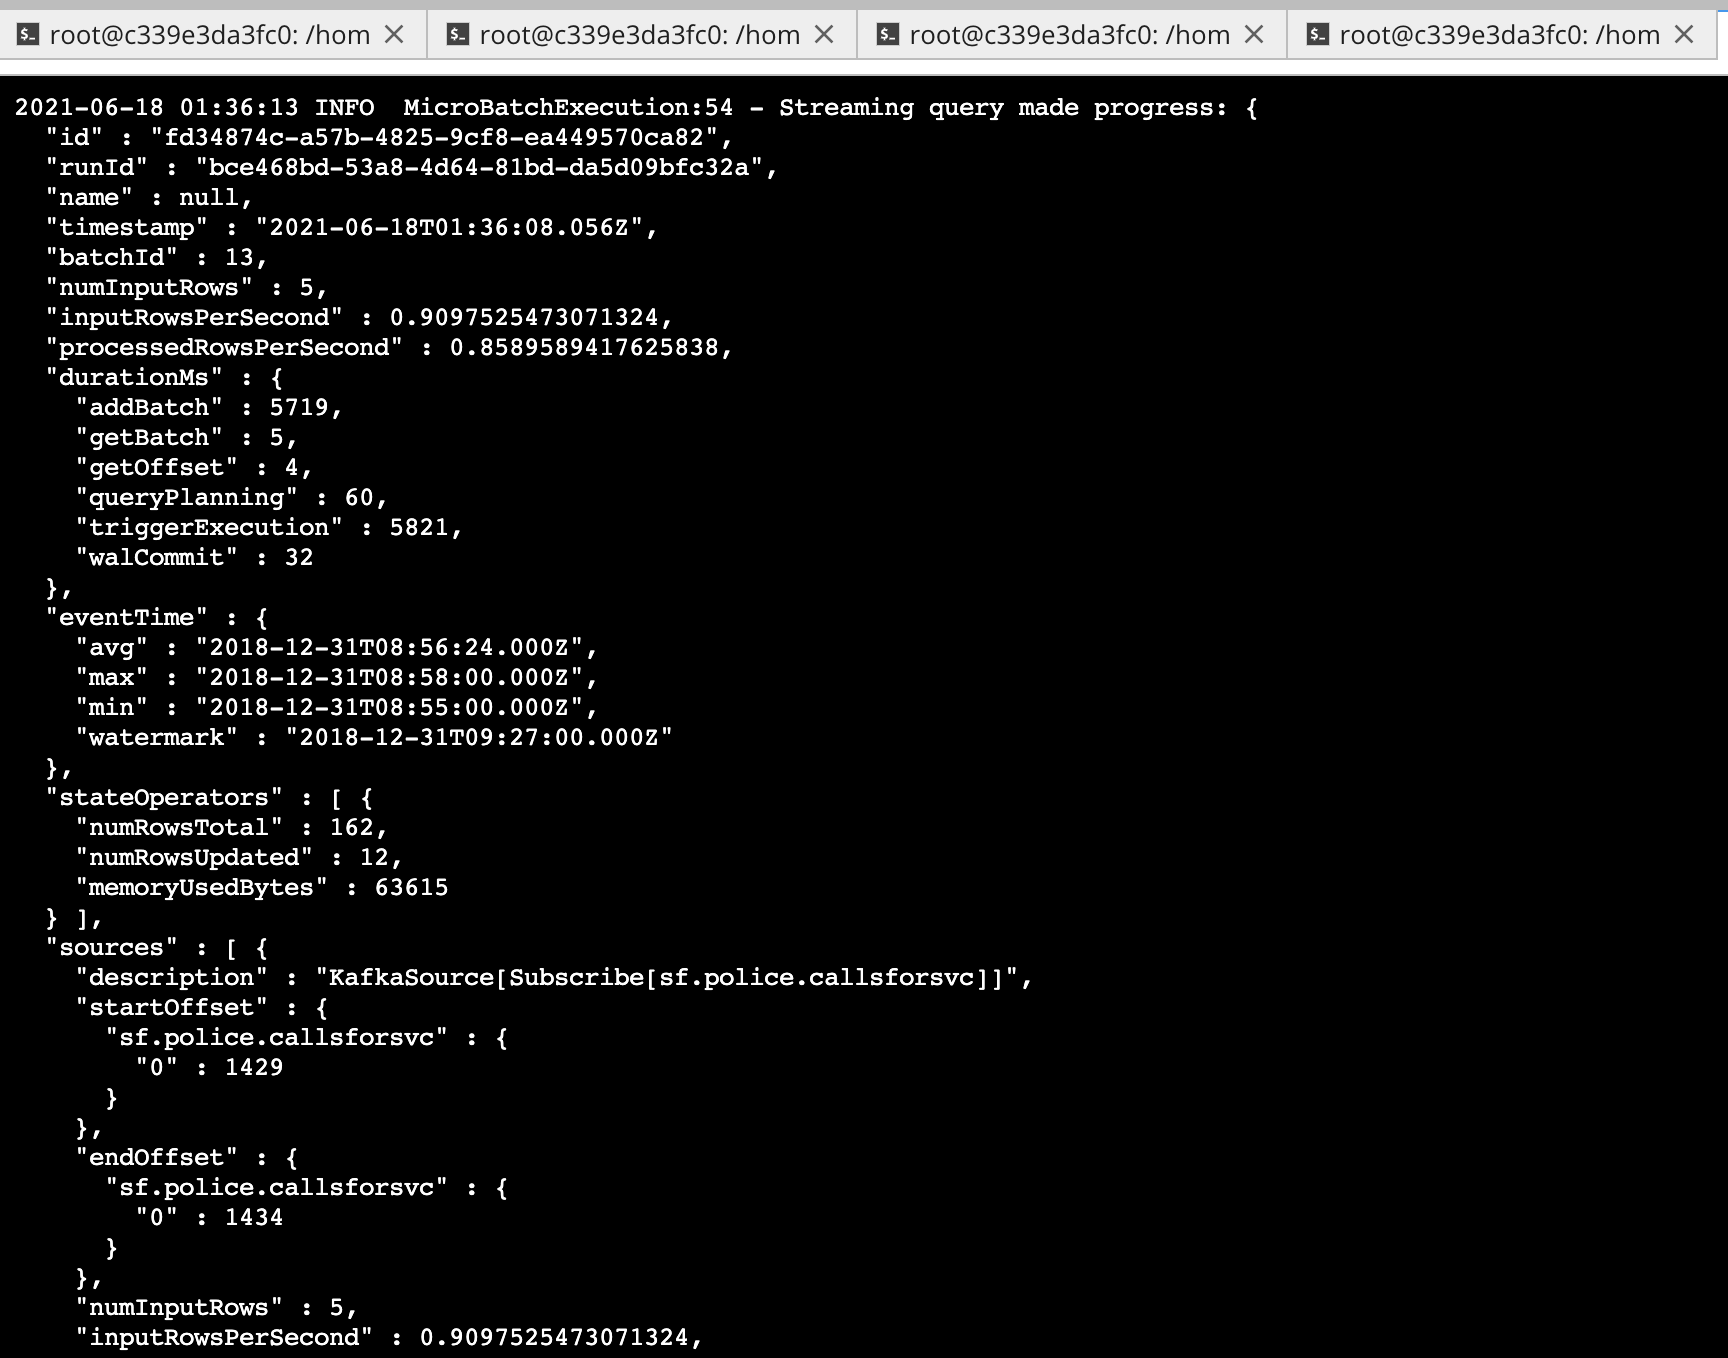 root@c339e3da3fc0: /hom
root@c339e3da3fc0: /hom
root@c339e3da3fc0: /hom
root@c339e3da3fc0: /hom
2021-06-18 01:36:13 INFO  MicroBatchExecution:54 - Streaming query made progress: {
  "id" : "fd34874c-a57b-4825-9cf8-ea449570ca82",
  "runId" : "bce468bd-53a8-4d64-81bd-da5d09bfc32a",
  "name" : null,
  "timestamp" : "2021-06-18T01:36:08.056Z",
  "batchId" : 13,
  "numInputRows" : 5,
  "inputRowsPerSecond" : 0.9097525473071324,
  "processedRowsPerSecond" : 0.8589589417625838,
  "durationMs" : {
    "addBatch" : 5719,
    "getBatch" : 5,
    "getOffset" : 4,
    "queryPlanning" : 60,
    "triggerExecution" : 5821,
    "walCommit" : 32
  },
  "eventTime" : {
    "avg" : "2018-12-31T08:56:24.000Z",
    "max" : "2018-12-31T08:58:00.000Z",
    "min" : "2018-12-31T08:55:00.000Z",
    "watermark" : "2018-12-31T09:27:00.000Z"
  },
  "stateOperators" : [ {
    "numRowsTotal" : 162,
    "numRowsUpdated" : 12,
    "memoryUsedBytes" : 63615
  } ],
  "sources" : [ {
    "description" : "KafkaSource[Subscribe[sf.police.callsforsvc]]",
    "startOffset" : {
      "sf.police.callsforsvc" : {
        "0" : 1429
      }
    },
    "endOffset" : {
      "sf.police.callsforsvc" : {
        "0" : 1434
      }
    },
    "numInputRows" : 5,
    "inputRowsPerSecond" : 0.9097525473071324,